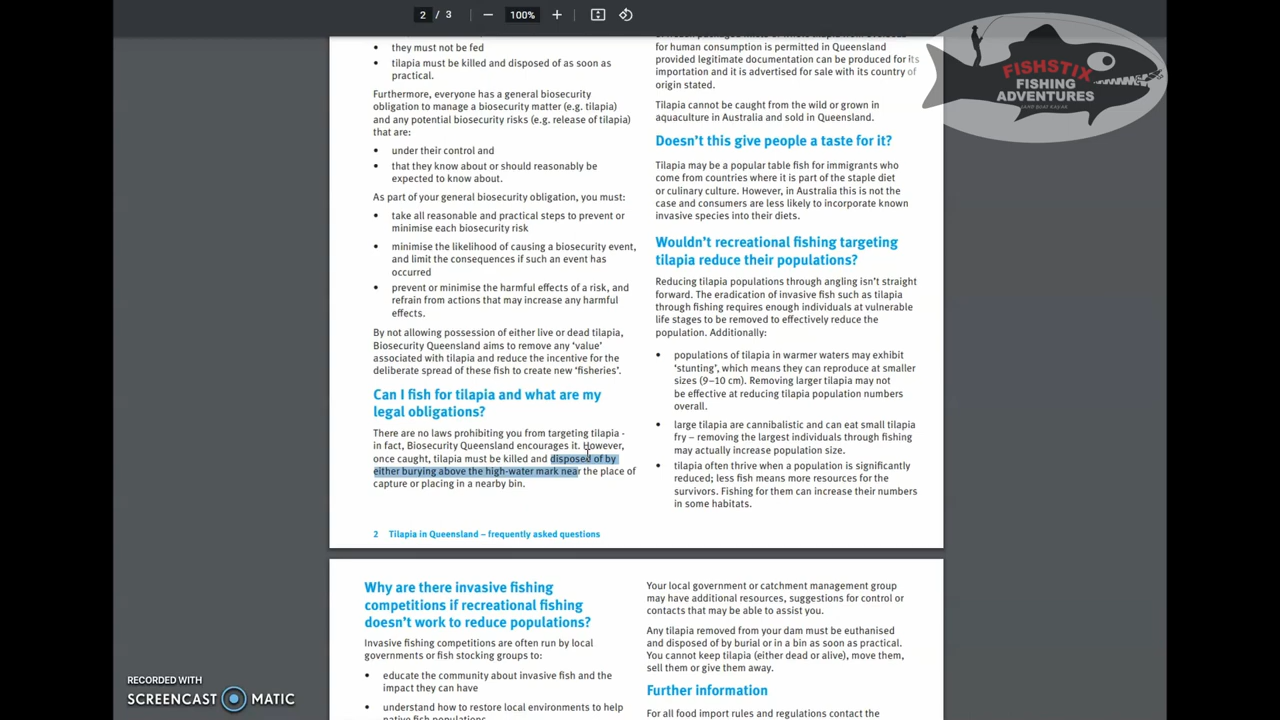 2 / 3
100%
they must not be fed
tilapia must be killed and disposed of as soon as
practical.
Furthermore, everyone has a general biosecurity
obligation to manage a biosecurity matter (e.g. tilapia)
and any potential biosecurity risks (e.g. release of tilapia)
that are:
under their control and
that they know about or should reasonably be
expected to know about.
As part of your general biosecurity obligation, you must:
take all reasonable and practical steps to prevent or
minimise each biosecurity risk
minimise the likelihood of causing a biosecurity event,
and limit the consequences if such an event has
occurred
prevent or minimise the harmful effects of a risk, and
refrain from actions that may increase any harmful
effects.
By not allowing possession of either live or dead tilapia,
Biosecurity Queensland aims to remove any ‘value’
associated with tilapia and reduce the incentive for the
deliberate spread of these fish to create new ‘fisheries’.
Can I fish for tilapia and what are my
legal obligations?
There are no laws prohibiting you from targeting tilapia -
in fact, Biosecurity Queensland encourages it. However,
once caught, tilapia must be killed and disposed of by
either burying above the high-water mark near the place of
capture or placing in a nearby bin.
2 Tilapia in Queensland – frequently asked questions
for human consumption is permitted in Queensland
provided legitimate documentation can be produced for its
importation and it is advertised for sale with its country of
origin stated.
Tilapia cannot be caught from the wild or grown in
aquaculture in Australia and sold in Queensland.
Doesn’t this give people a taste for it?
Tilapia may be a popular table fish for immigrants who
come from countries where it is part of the staple diet
or culinary culture. However, in Australia this is not the
case and consumers are less likely to incorporate known
invasive species into their diets.
Wouldn’t recreational fishing targeting
tilapia reduce their populations?
Reducing tilapia populations through angling isn’t straight
forward. The eradication of invasive fish such as tilapia
through fishing requires enough individuals at vulnerable
life stages to be removed to effectively reduce the
population. Additionally:
populations of tilapia in warmer waters may exhibit
‘stunting’, which means they can reproduce at smaller
sizes (9–10 cm). Removing larger tilapia may not
be effective at reducing tilapia population numbers
overall.
large tilapia are cannibalistic and can eat small tilapia
fry – removing the largest individuals through fishing
may actually increase population size.
tilapia often thrive when a population is significantly
reduced; less fish means more resources for the
survivors. Fishing for them can increase their numbers
in some habitats.
Why are there invasive fishing
competitions if recreational fishing
doesn’t work to reduce populations?
Invasive fishing competitions are often run by local
governments or fish stocking groups to:
educate the community about invasive fish and the
impact they can have
understand how to restore local environments to help
native fish populations
Your local government or catchment management group
may have additional resources, suggestions for control or
contacts that may be able to assist you.
Any tilapia removed from your dam must be euthanised
and disposed of by burial or in a bin as soon as practical.
You cannot keep tilapia (either dead or alive), move them,
sell them or give them away.
Further information
For all food import rules and regulations contact the
FISHSTIX
FISHING
ADVENTURES
RECORDED WITH
SCREENCAST MATIC